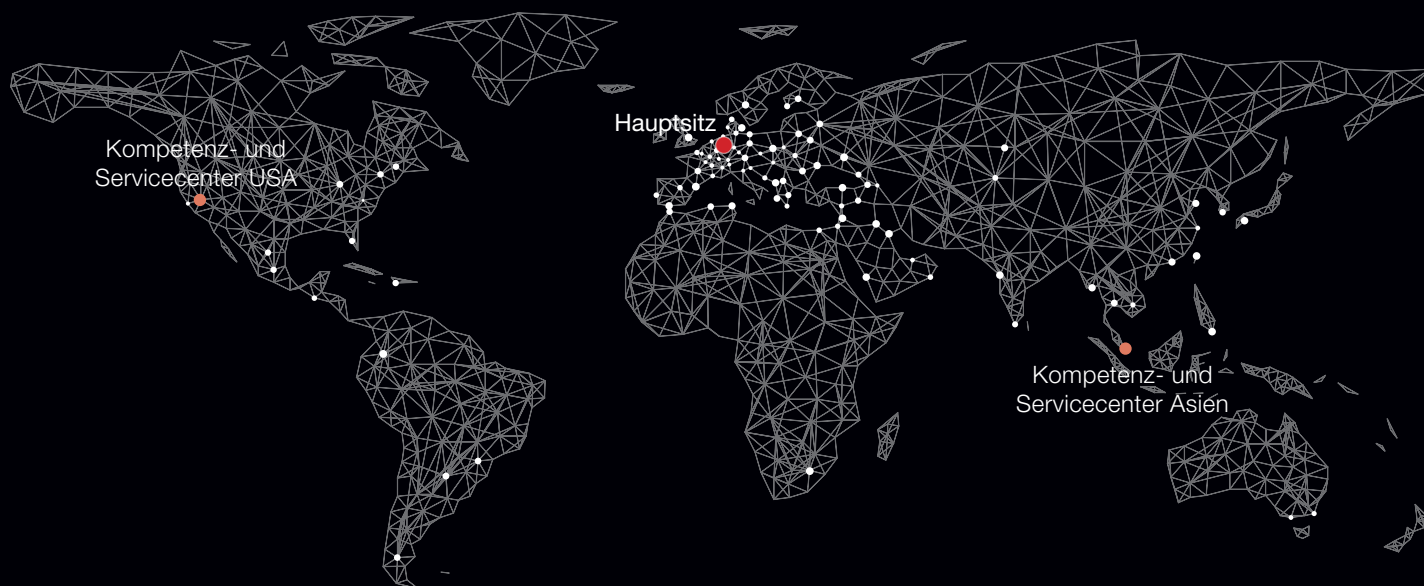 Hauptsitz
Kompetenz- und
Servicecenter USA
Kompetenz- und
Servicecenter Asien